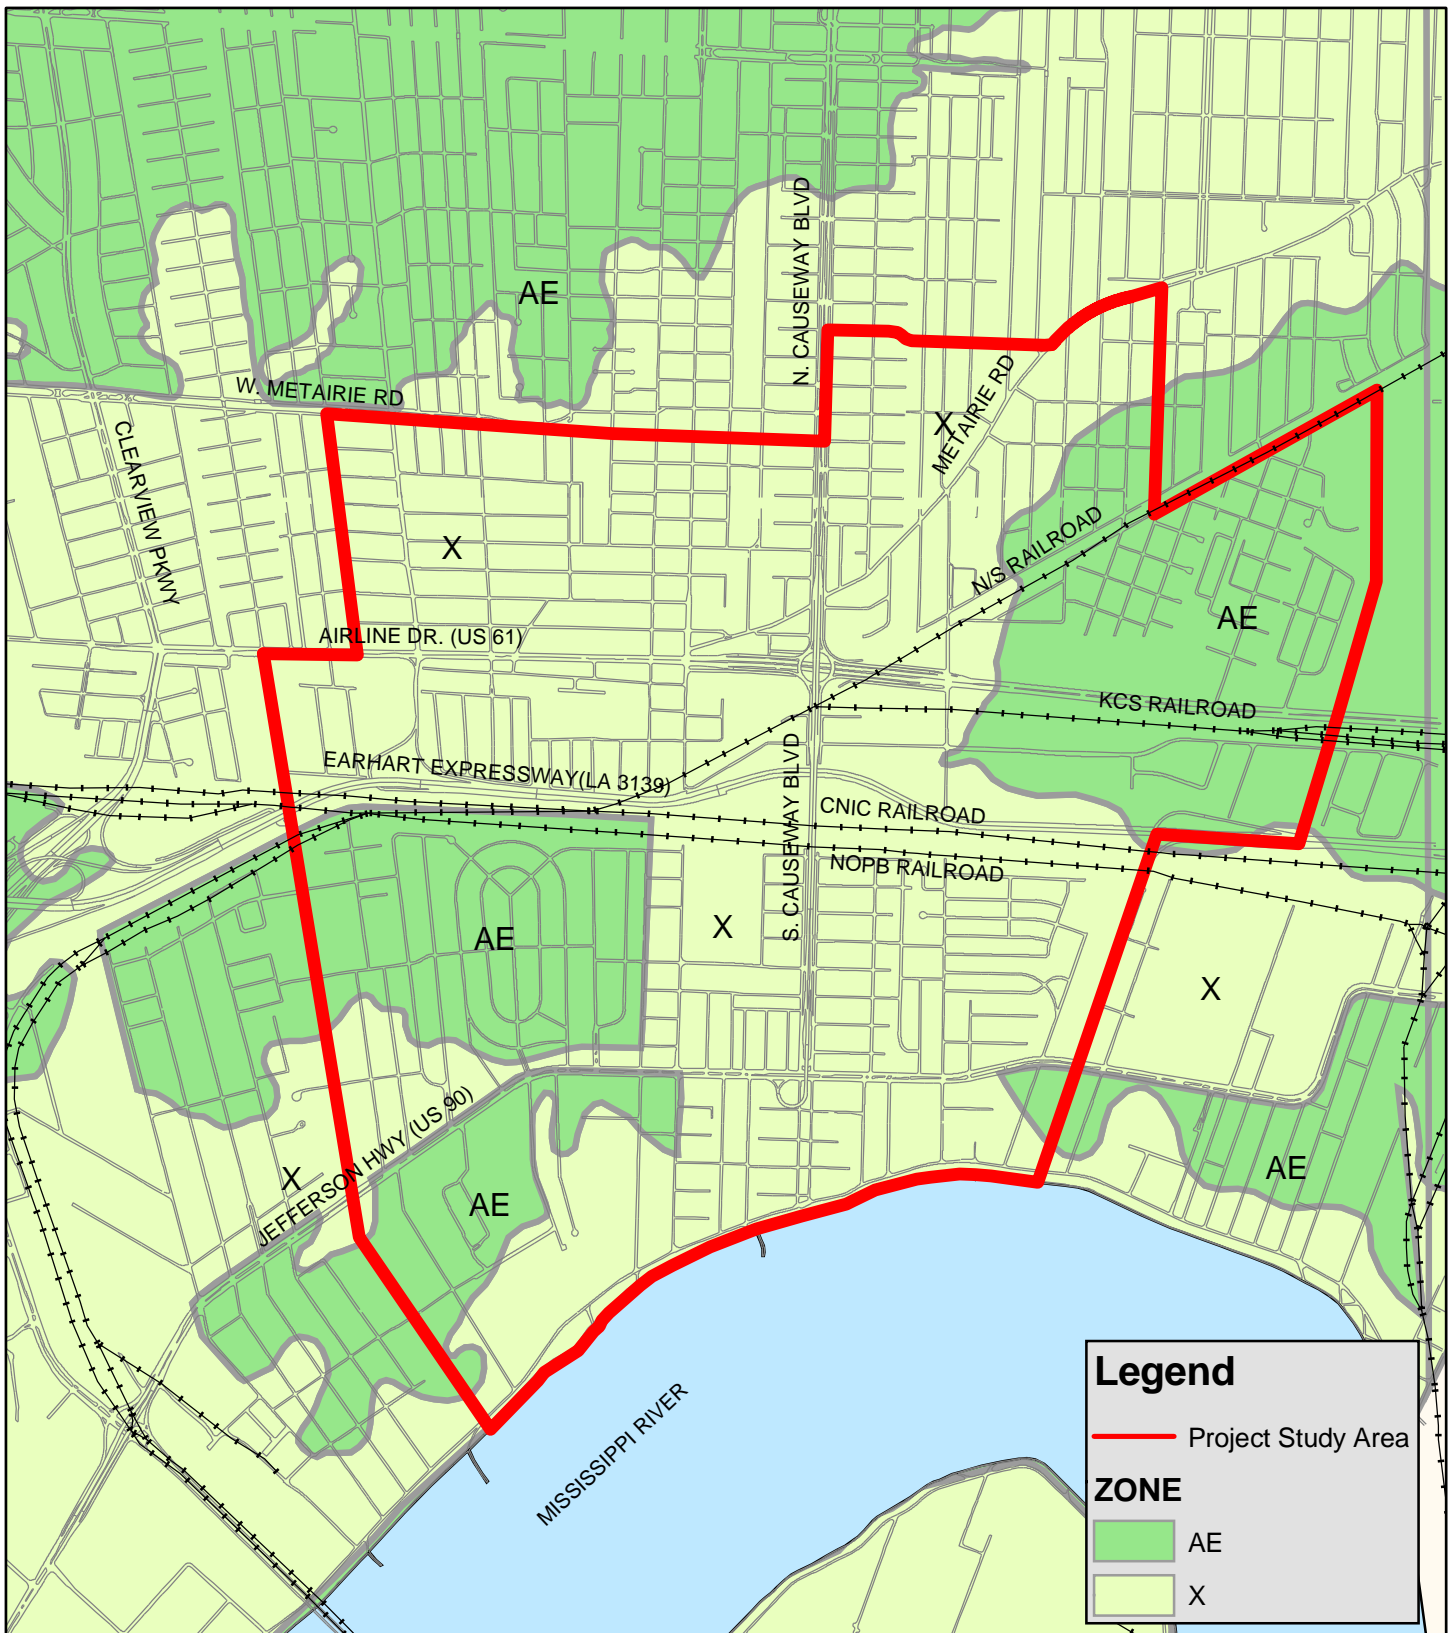 N. CAUSEWAY BLVD
AE
W. METAIRIE RD
X
METAIRIE RD
CLEARVIEW PKWY
X
N/S RAILROAD
AE
AIRLINE DR. (US 61)
KCS RAILROAD
EARHART EXPRESSWAY(LA 3139)
S. CAUSEWAY BLVD
CNIC RAILROAD
NOPB RAILROAD
AE
X
X
JEFFERSON HWY (US 90)
X
AE
AE
MISSISSIPPI RIVER
Legend
Project Study Area
ZONE
AE
X